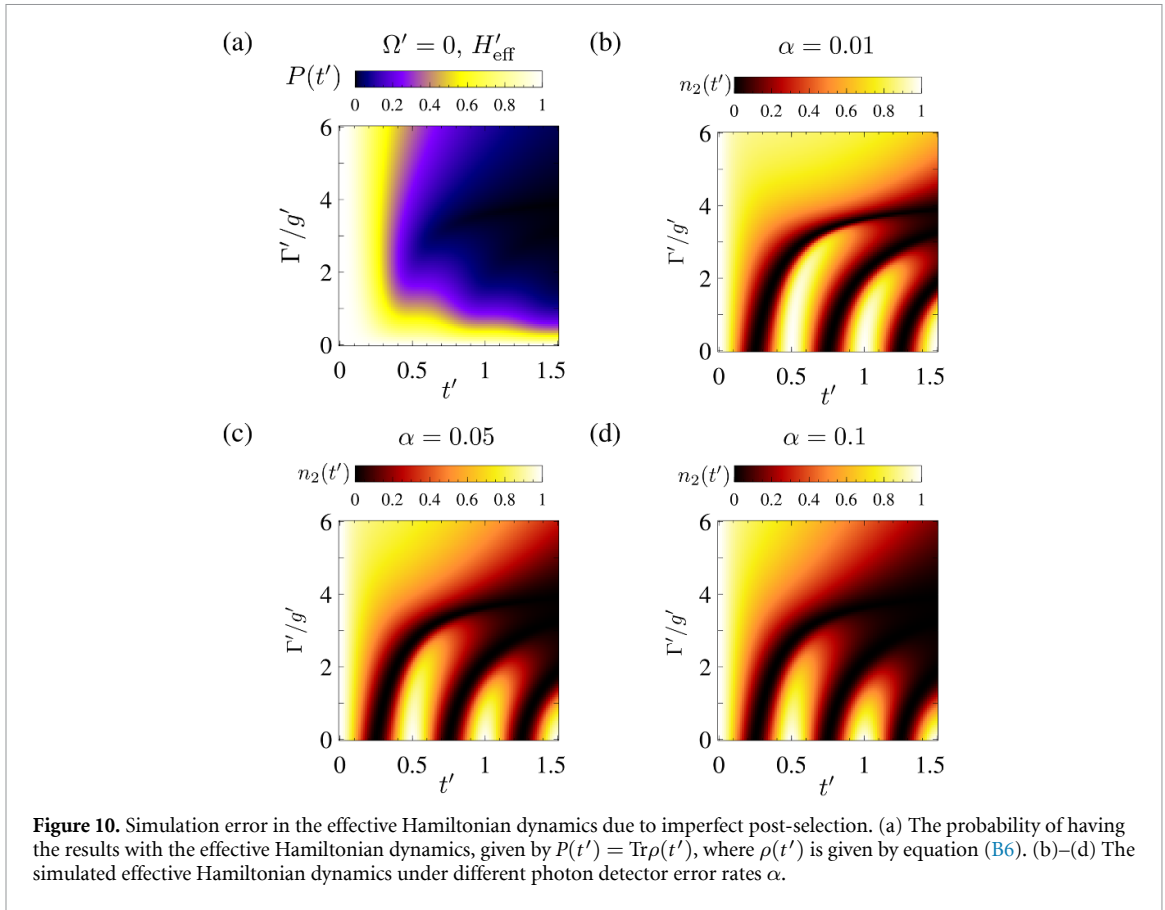 (a)
Ω′ = 0, H′eff
P(t′)
0 0.2 0.4 0.6 0.8 1
6
4
2
0
Γ′/g′
0 0.5 1 1.5
t′
(b)
α = 0.01
n2(t′)
0 0.2 0.4 0.6 0.8 1
6
4
2
0
Γ′/g′
0 0.5 1 1.5
t′
(c)
α = 0.05
n2(t′)
0 0.2 0.4 0.6 0.8 1
6
4
2
0
Γ′/g′
0 0.5 1 1.5
t′
(d)
α = 0.1
n2(t′)
0 0.2 0.4 0.6 0.8 1
6
4
2
0
Γ′/g′
0 0.5 1 1.5
t′
Figure 10. Simulation error in the effective Hamiltonian dynamics due to imperfect post-selection. (a) The probability of having
the results with the effective Hamiltonian dynamics, given by P(t′) = Trρ(t′), where ρ(t′) is given by equation (B6). (b)–(d) The
simulated effective Hamiltonian dynamics under different photon detector error rates α.